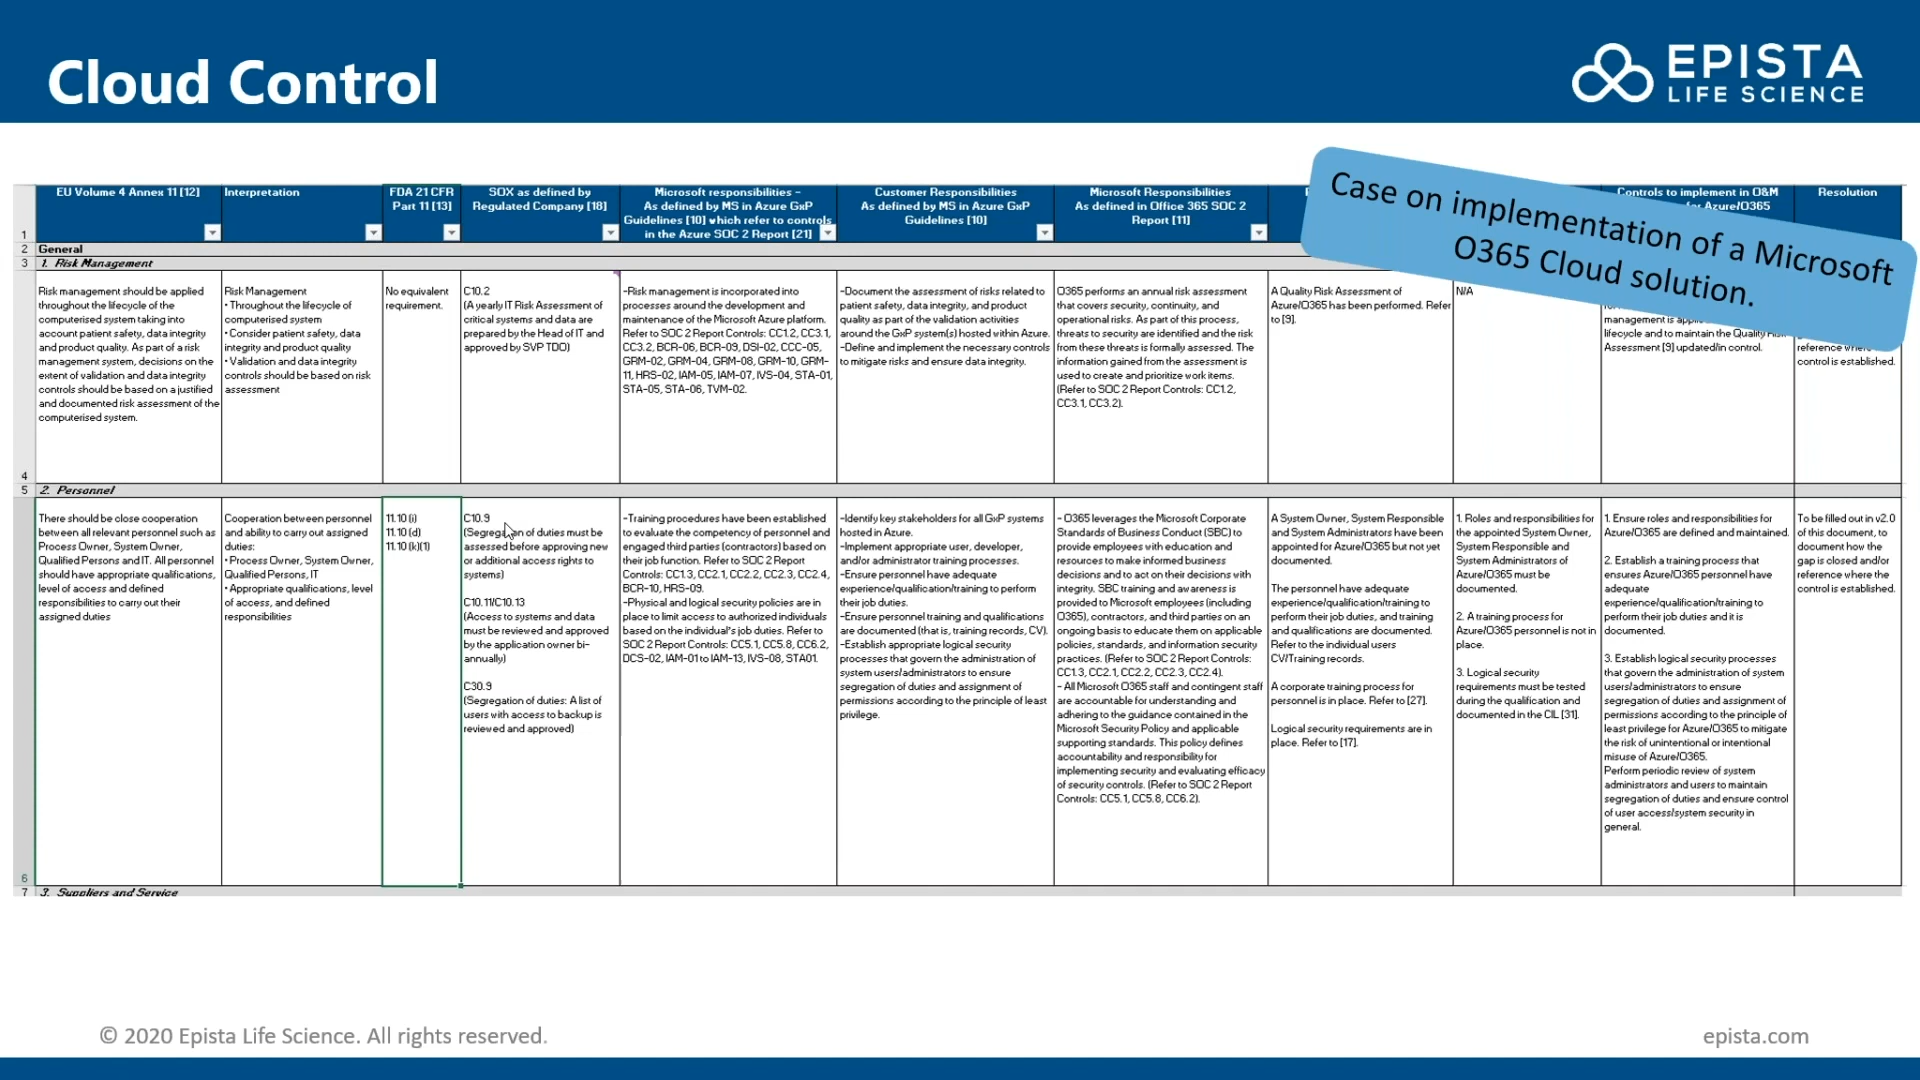 Cloud Control
EPISTA
LIFE SCIENCE
Case on implementation of a Microsoft
O365 Cloud solution.
1
EU Volume 4 Annex 11 [12]
Interpretation
FDA 21 CFR
Part 11 [13]
SOX as defined by
Regulated Company [18]
Microsoft responsibilities -
As defined by MS in Azure GxP
Guidelines [10] which refer to controls
in the Azure SOC 2 Report [21]
Customer Responsibilities
As defined by MS in Azure GxP
Guidelines [10]
Microsoft Responsibilities
As defined in Office 365 SOC 2
Report [11]
Controls to implement in O&M
Azure/O365
Resolution
2
General
3
1. Risk Management
4
Risk management should be applied
throughout the lifecycle of the
computerised system taking into
account patient safety, data integrity
and product quality. As part of a risk
management system, decisions on the
extent of validation and data integrity
controls should be based on a justified
and documented risk assessment of the
computerised system.
Risk Management
• Throughout the lifecycle of
computerised system
• Consider patient safety, data
integrity and product quality
• Validation and data integrity
controls should be based on risk
assessment
No equivalent
requirement.
C10.2
(A yearly IT Risk Assessment of
critical systems and data are
prepared by the Head of IT and
approved by SVP TDO)
-Risk management is incorporated into
processes around the development and
maintenance of the Microsoft Azure platform.
Refer to SOC 2 Report Controls: CC1.2, CC3.1,
CC3.2, BCR-06, BCR-09, DSI-02, CCC-05,
GRM-02, GRM-04, GRM-08, GRM-10, GRM-
11, HRS-02, IAM-05, IAM-07, IVS-04, STA-01,
STA-05, STA-06, TVM-02.
-Document the assessment of risks related to
patient safety, data integrity, and product
quality as part of the validation activities
around the GxP system(s) hosted within Azure.
-Define and implement the necessary controls
to mitigate risks and ensure data integrity.
O365 performs an annual risk assessment
that covers security, continuity, and
operational risks. As part of this process,
threats to security are identified and the risk
from these threats is formally assessed. The
information gained from the assessment is
used to create and prioritize work items.
(Refer to SOC 2 Report Controls: CC1.2,
CC3.1, CC3.2).
A Quality Risk Assessment of
Azure/O365 has been performed. Refer
to [9].
N/A
management is
lifecycle and to maintain the Quality
Assessment [9] updated/in control.
reference where
control is established.
5
2. Personnel
6
There should be close cooperation
between all relevant personnel such as
Process Owner, System Owner,
Qualified Persons and IT. All personnel
should have appropriate qualifications,
level of access and defined
responsibilities to carry out their
assigned duties
Cooperation between personnel
and ability to carry out assigned
duties:
• Process Owner, System Owner,
Qualified Persons, IT
• Appropriate qualifications, level
of access, and defined
responsibilities
11.10 (i)
11.10 (d)
11.10 (k)(1)
C10.9
(Segregation of duties must be
assessed before approving new
or additional access rights to
systems)
C10.11/C10.13
(Access to systems and data
must be reviewed and approved
by the application owner bi-
annually)
C30.9
(Segregation of duties: A list of
users with access to backup is
reviewed and approved)
-Training procedures have been established
to evaluate the competency of personnel and
engaged third parties (contractors) based on
their job function. Refer to SOC 2 Report
Controls: CC1.3, CC2.1, CC2.2, CC2.3, CC2.4,
BCR-10, HRS-09.
-Physical and logical security policies are in
place to limit access to authorized individuals
based on the individual's job duties. Refer to
SOC 2 Report Controls: CC5.1, CC5.8, CC6.2,
DCS-02, IAM-01 to IAM-13, IVS-08, STA01.
-Identify key stakeholders for all GxP systems
hosted in Azure.
-Implement appropriate user, developer,
and/or administrator training processes.
-Ensure personnel have adequate
experience/qualification/training to perform
their job duties.
-Ensure personnel training and qualifications
are documented (that is, training records, CV).
-Establish appropriate logical security
processes that govern the administration of
system users/administrators to ensure
segregation of duties and assignment of
permissions according to the principle of least
privilege.
- O365 leverages the Microsoft Corporate
Standards of Business Conduct (SBC) to
provide employees with education and
resources to make informed business
decisions and to act on their decisions with
integrity. SBC training and awareness is
provided to Microsoft employees (including
O365), contractors, and third parties on an
ongoing basis to educate them on applicable
policies, standards, and information security
practices. (Refer to SOC 2 Report Controls:
CC1.3, CC2.1, CC2.2, CC2.3, CC2.4).
- All Microsoft O365 staff and contingent staff
are accountable for understanding and
adhering to the guidance contained in the
Microsoft Security Policy and applicable
supporting standards. This policy defines
accountability and responsibility for
implementing security and evaluating efficacy
of security controls. (Refer to SOC 2 Report
Controls: CC5.1, CC5.8, CC6.2).
A System Owner, System Responsible
and System Administrators have been
appointed for Azure/O365 but not yet
documented.
The personnel have adequate
experience/qualification/training to
perform their job duties, and training
and qualifications are documented.
Refer to the individual users
CV/Training records.
A corporate training process for
personnel is in place. Refer to [27].
Logical security requirements are in
place. Refer to [17].
1. Roles and responsibilities for
the appointed System Owner,
System Responsible and
System Administrators of
Azure/O365 must be
documented.
2. A training process for
Azure/O365 personnel is not in
place.
3. Logical security
requirements must be tested
during the qualification and
documented in the CIL [31].
1. Ensure roles and responsibilities for
Azure/O365 are defined and maintained.
2. Establish a training process that
ensures Azure/O365 personnel have
adequate
experience/qualification/training to
perform their job duties and it is
documented.
3. Establish logical security processes
that govern the administration of system
users/administrators to ensure
segregation of duties and assignment of
permissions according to the principle of
least privilege for Azure/O365 to mitigate
the risk of unintentional or intentional
misuse of Azure/O365.
Perform periodic review of system
administrators and users to maintain
segregation of duties and ensure control
of user access/system security in
general.
To be filled out in v2.0
of this document, to
document how the
gap is closed and/or
reference where the
control is established.
7
3. Suppliers and Service
© 2020 Epista Life Science. All rights reserved.
epista.com